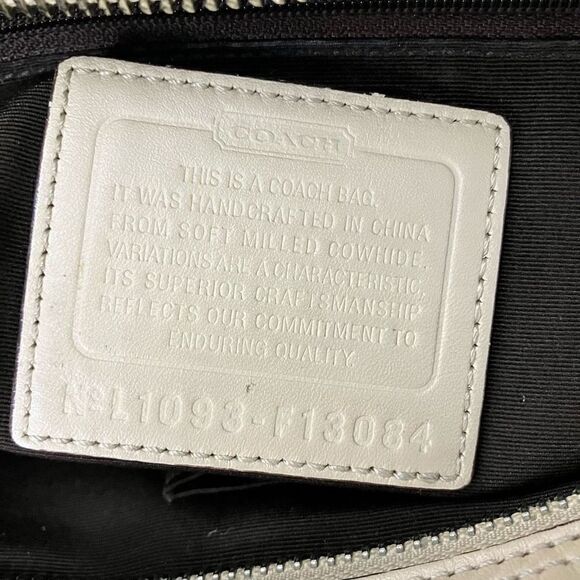 COACH
THIS IS A COACH BAG.
IT WAS HANDCRAFTED IN CHINA
FROM SOFT MILLED COWHIDE.
VARIATIONS ARE A CHARACTERISTIC.
ITS SUPERIOR CRAFTSMANSHIP
REFLECTS OUR COMMITMENT TO
ENDURING QUALITY.
Nº L1093-F13084